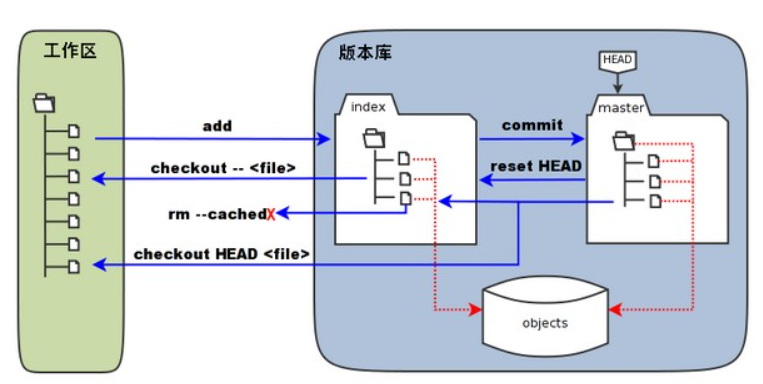 工作区
版本库
HEAD
index
master
add
commit
checkout -- <file>
reset HEAD
rm --cachedX
checkout HEAD <file>
objects